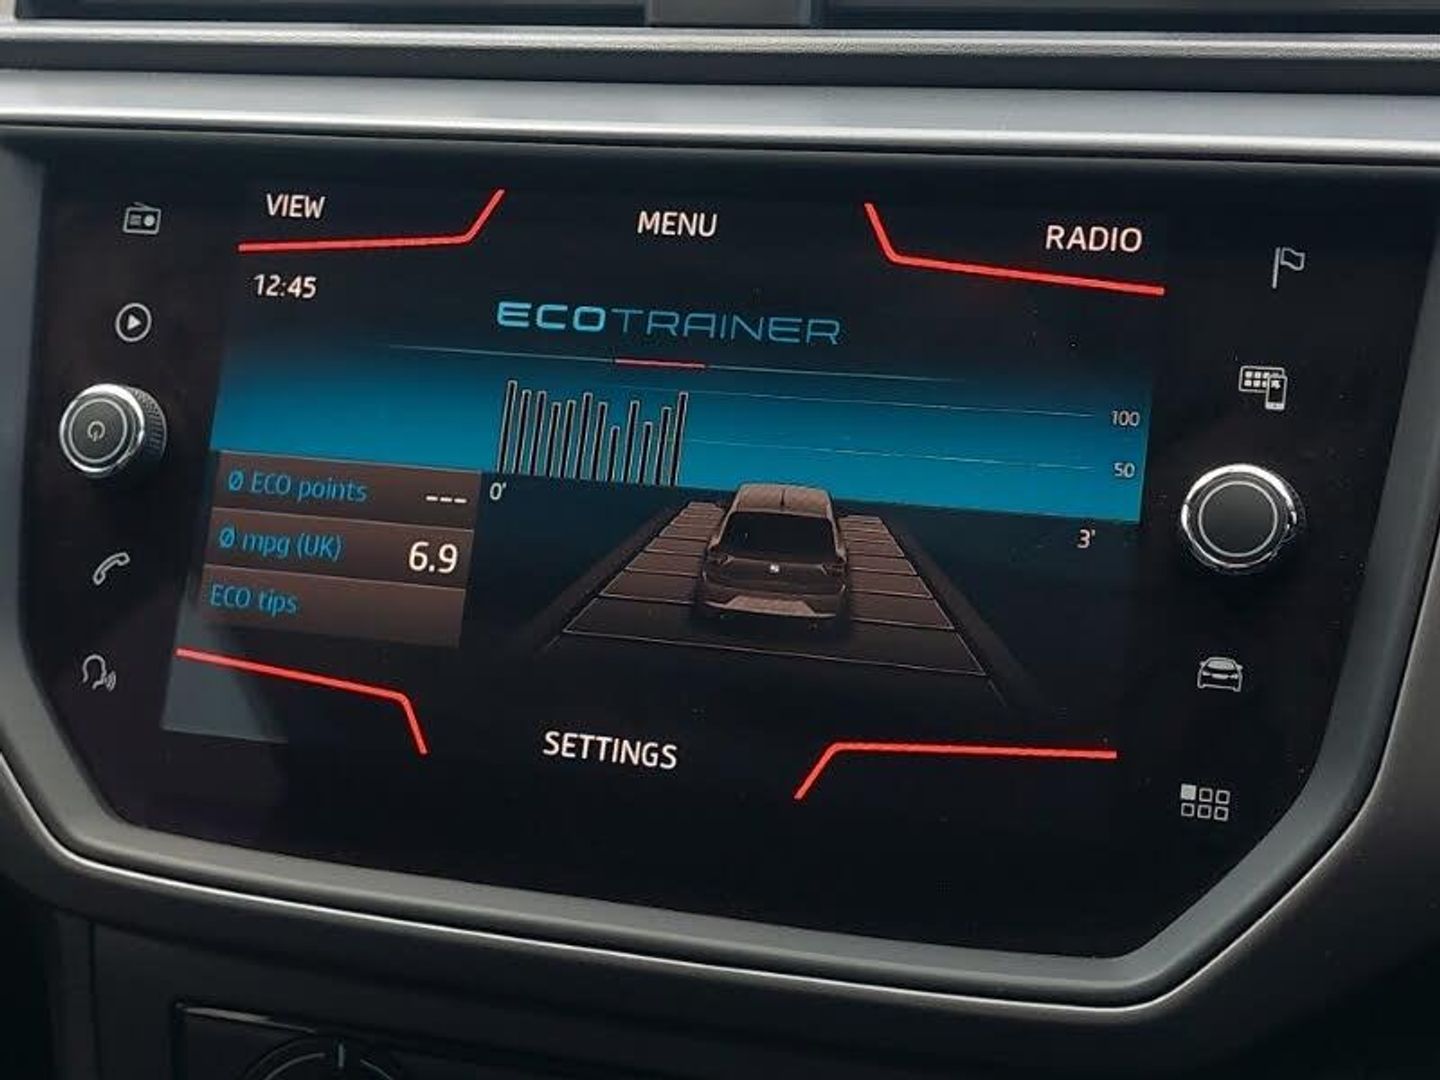 VIEW
MENU
RADIO
12:45
ECOTRAINER
100
50
Ø ECO points ---
0'
3'
Ø mpg (UK) 6.9
ECO tips
SETTINGS